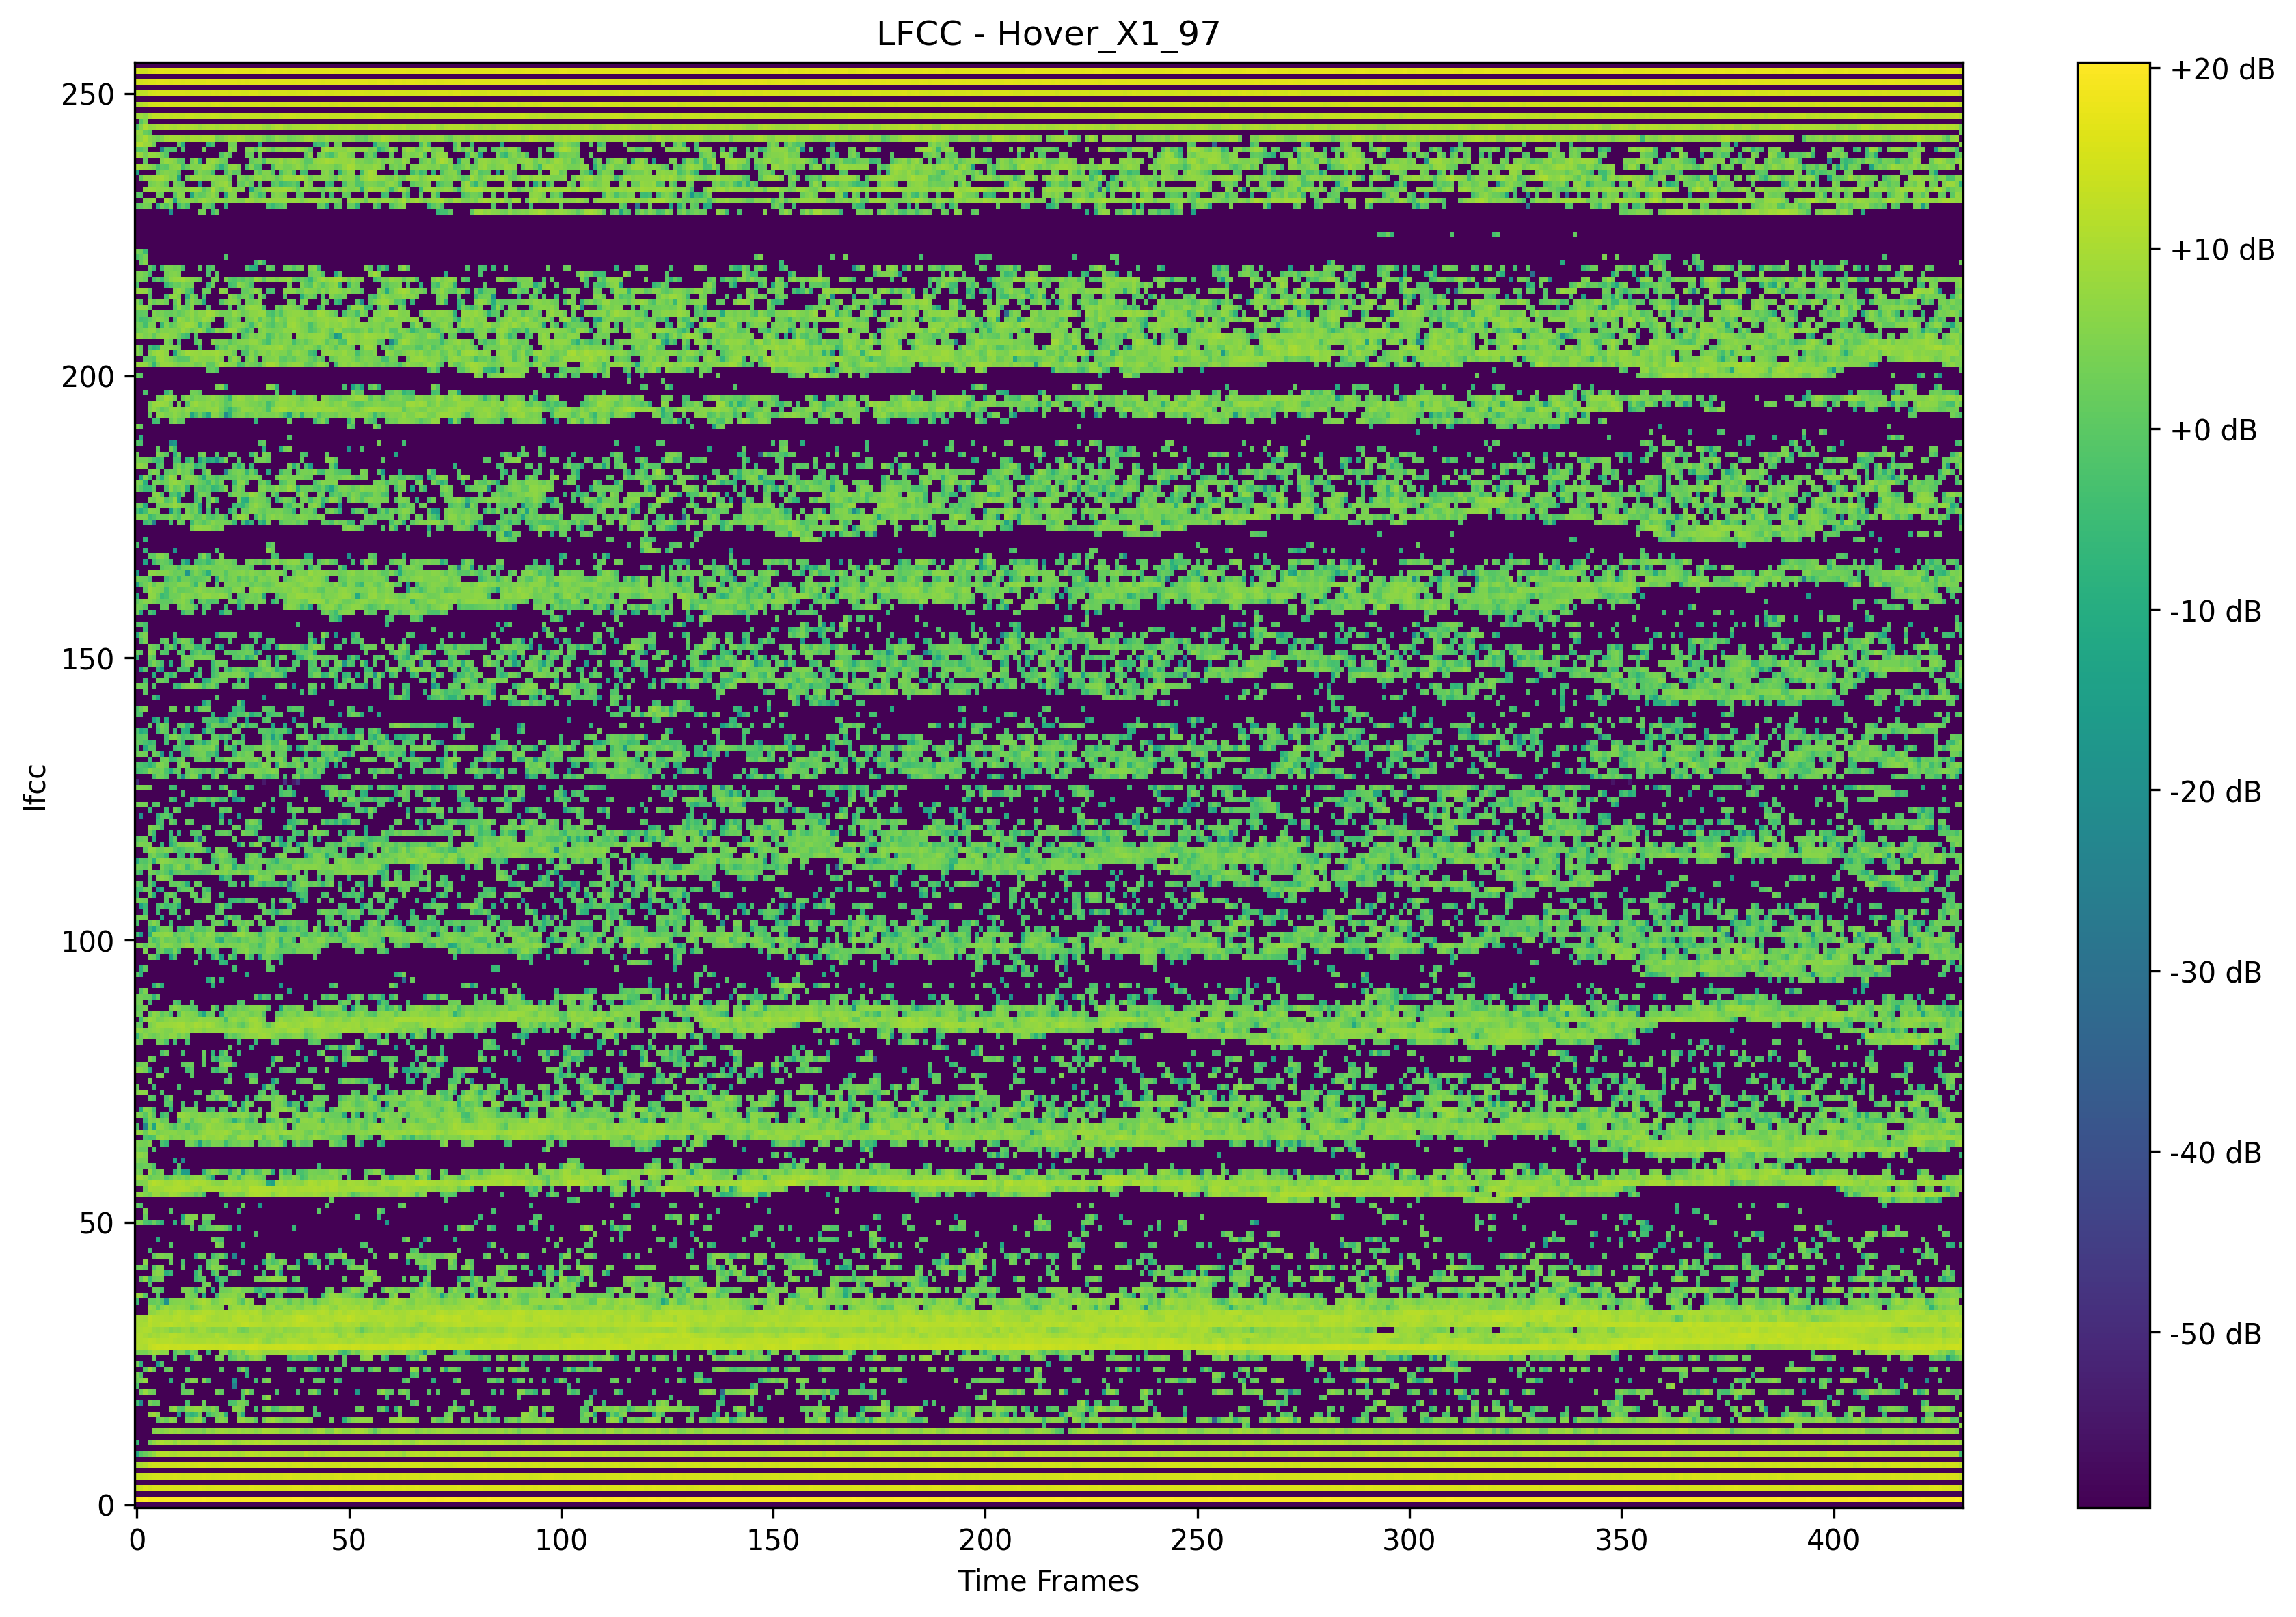 LFCC - Hover_X1_97
250
200
150
100
50
0
lfcc
0 50 100 150 200 250 300 350 400
Time Frames
+20 dB
+10 dB
+0 dB
-10 dB
-20 dB
-30 dB
-40 dB
-50 dB